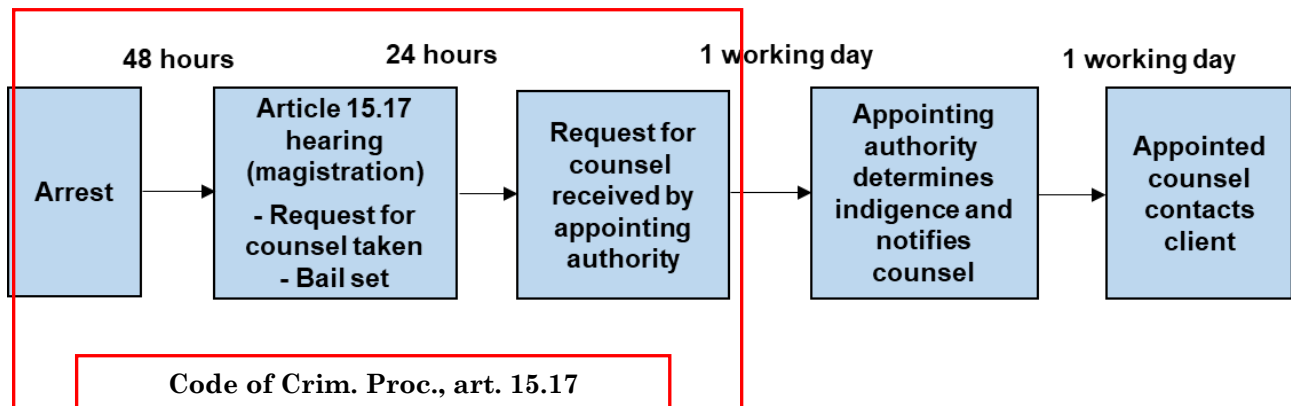 48 hours
24 hours
1 working day
1 working day
Arrest
Article 15.17
hearing
(magistration)
- Request for
counsel taken
- Bail set
Request for
counsel
received by
appointing
authority
Appointing
authority
determines
indigence and
notifies
counsel
Appointed
counsel
contacts
client
Code of Crim. Proc., art. 15.17